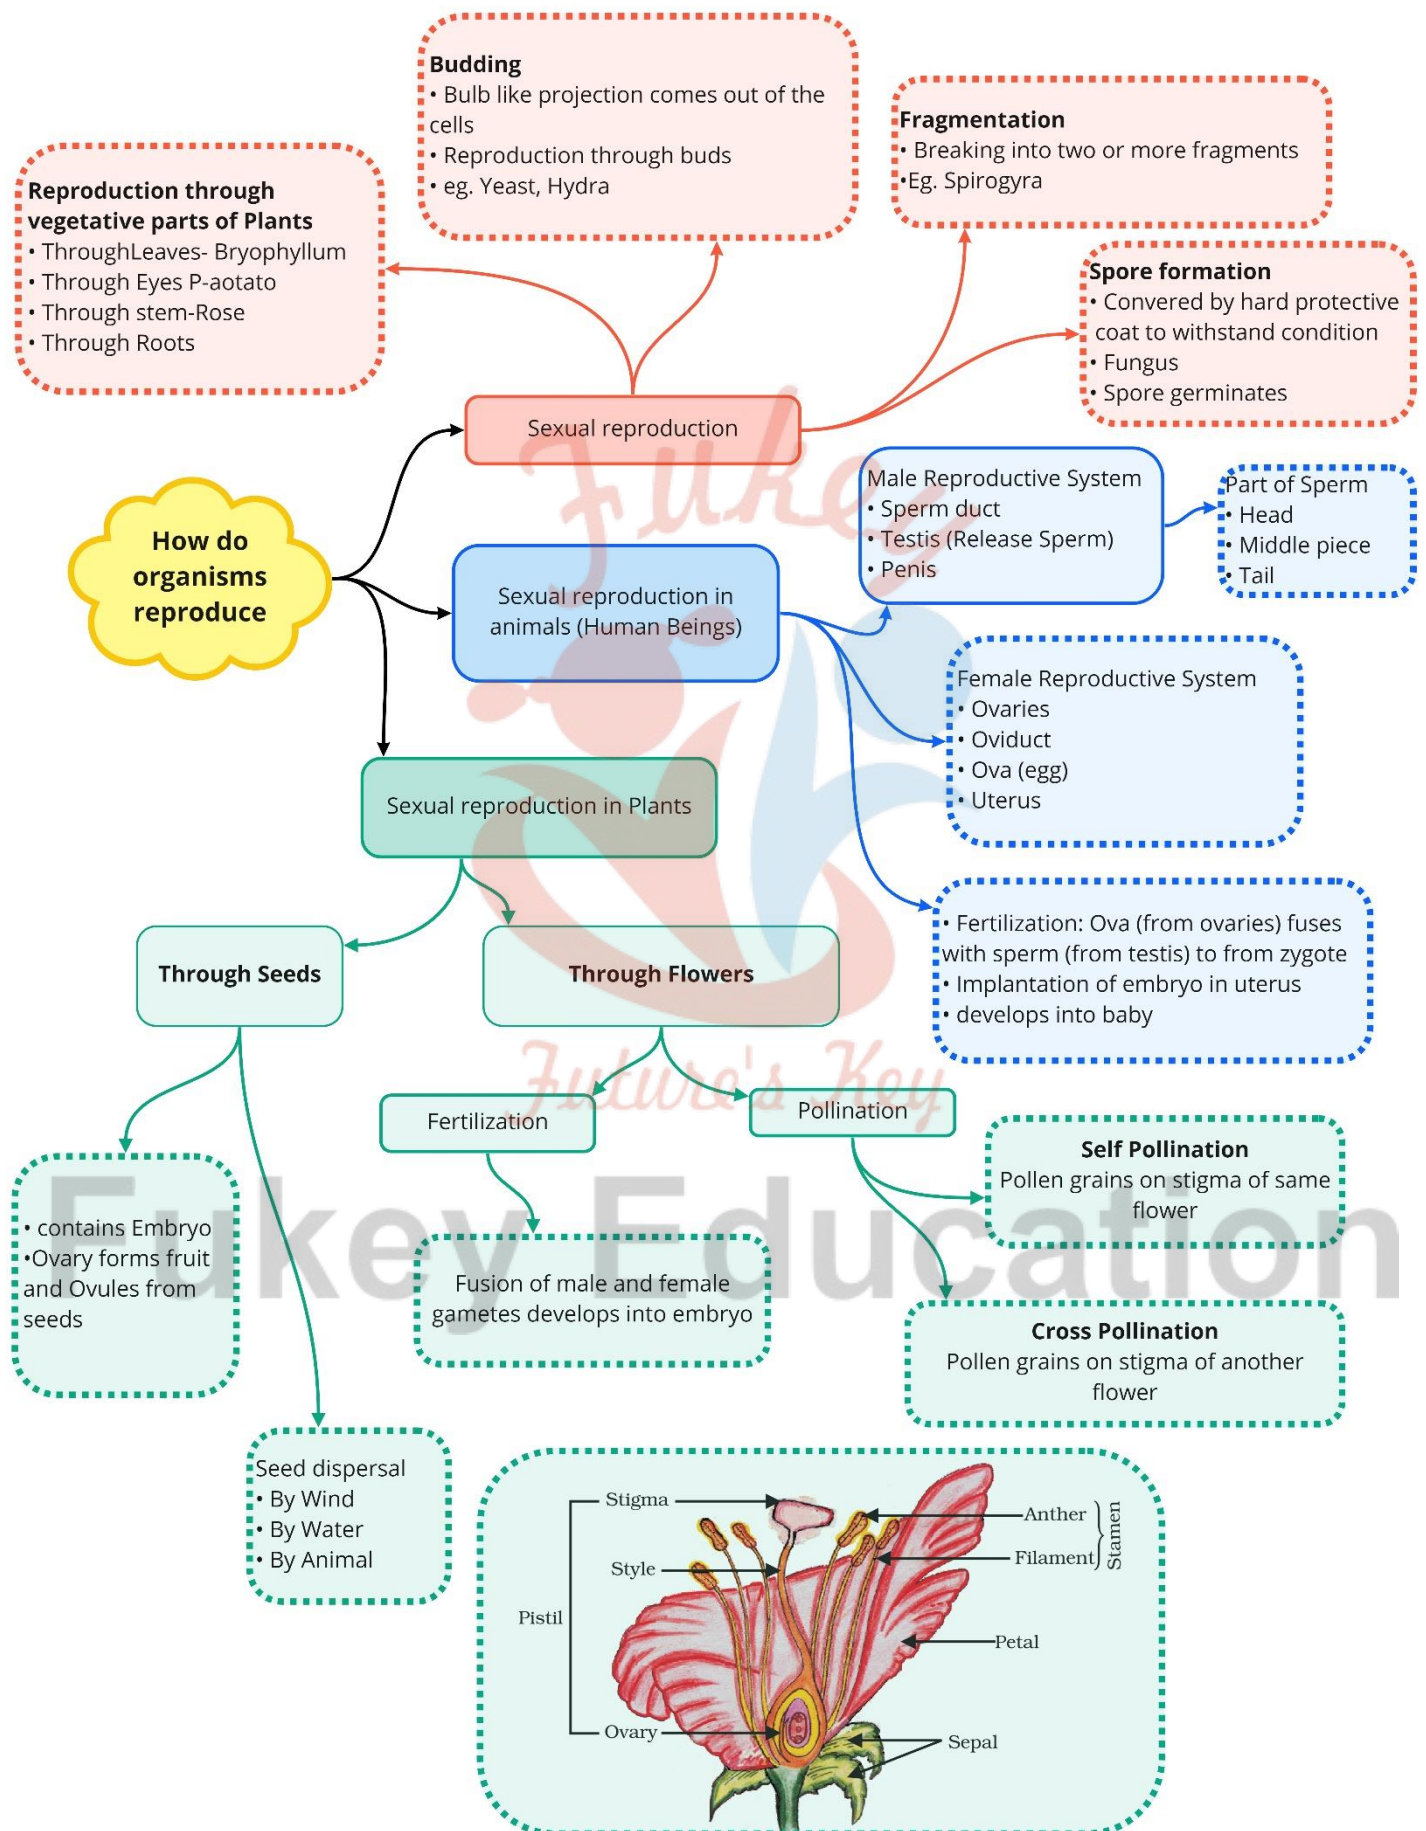 Budding
• Bulb like projection comes out of the
cells
• Reproduction through buds
• eg. Yeast, Hydra
Fragmentation
• Breaking into two or more fragments
•Eg. Spirogyra
Reproduction through
vegetative parts of Plants
• ThroughLeaves- Bryophyllum
• Through Eyes P-aotato
• Through stem-Rose
• Through Roots
Spore formation
• Convered by hard protective
coat to withstand condition
• Fungus
• Spore germinates
Sexual reproduction
Male Reproductive System
• Sperm duct
• Testis (Release Sperm)
• Penis
Part of Sperm
• Head
• Middle piece
• Tail
How do
organisms
reproduce
Sexual reproduction in
animals (Human Beings)
Female Reproductive System
• Ovaries
• Oviduct
• Ova (egg)
• Uterus
Sexual reproduction in Plants
• Fertilization: Ova (from ovaries) fuses
with sperm (from testis) to from zygote
• Implantation of embryo in uterus
• develops into baby
Through Seeds
Through Flowers
Fertilization
Pollination
Self Pollination
Pollen grains on stigma of same
flower
• contains Embryo
•Ovary forms fruit
and Ovules from
seeds
Fusion of male and female
gametes develops into embryo
Cross Pollination
Pollen grains on stigma of another
flower
Seed dispersal
• By Wind
• By Water
• By Animal
Stigma
Style
Pistil
Ovary
Anther
Filament
Stamen
Petal
Sepal
Fukey
Future's Key
Fukey Education